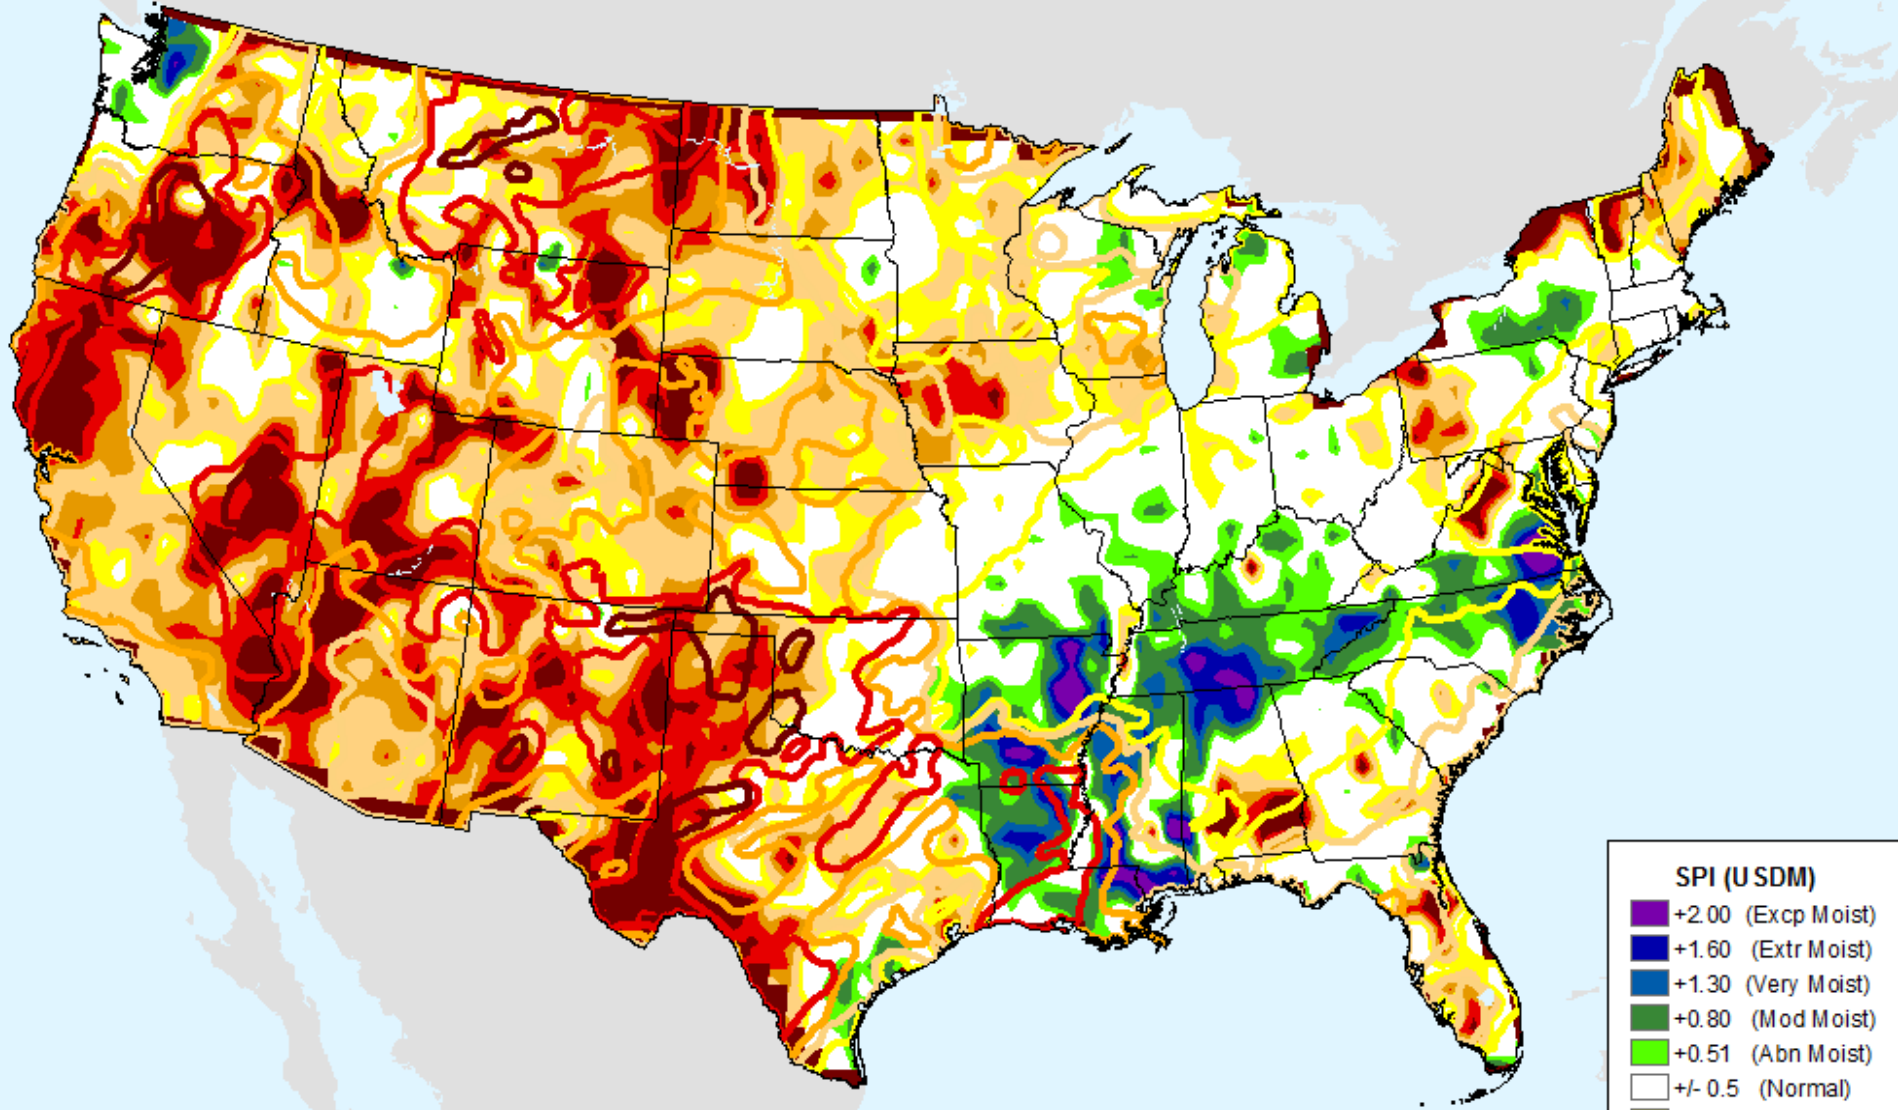 SPI (USDM)
+2.00 (Excp Moist)
+1.60 (Extr Moist)
+1.30 (Very Moist)
+0.80 (Mod Moist)
+0.51 (Abn Moist)
+/- 0.5 (Normal)